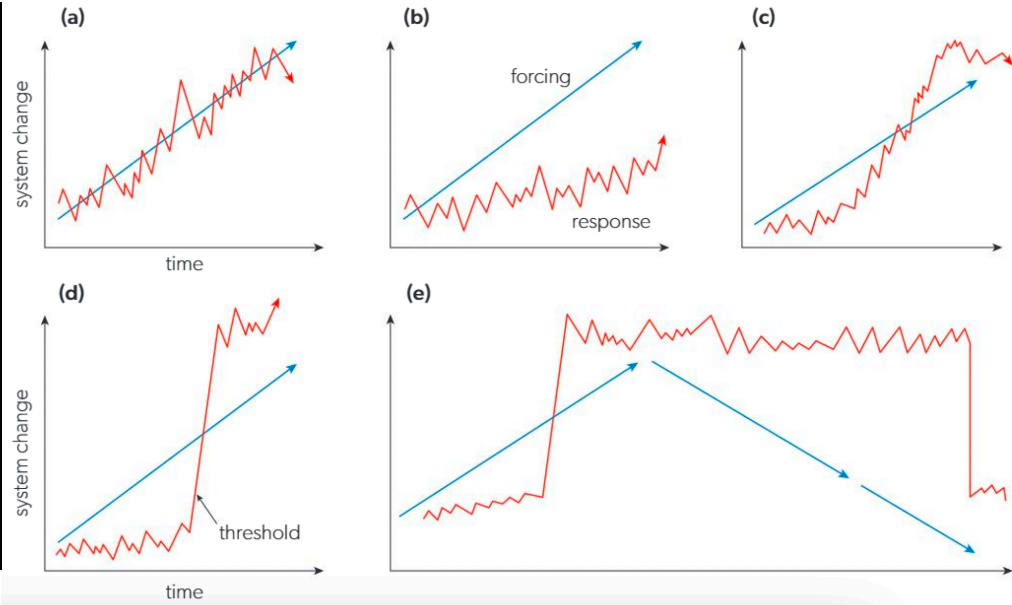 (a)
(b)
(c)
system change
forcing
response
time
(d)
(e)
system change
threshold
time